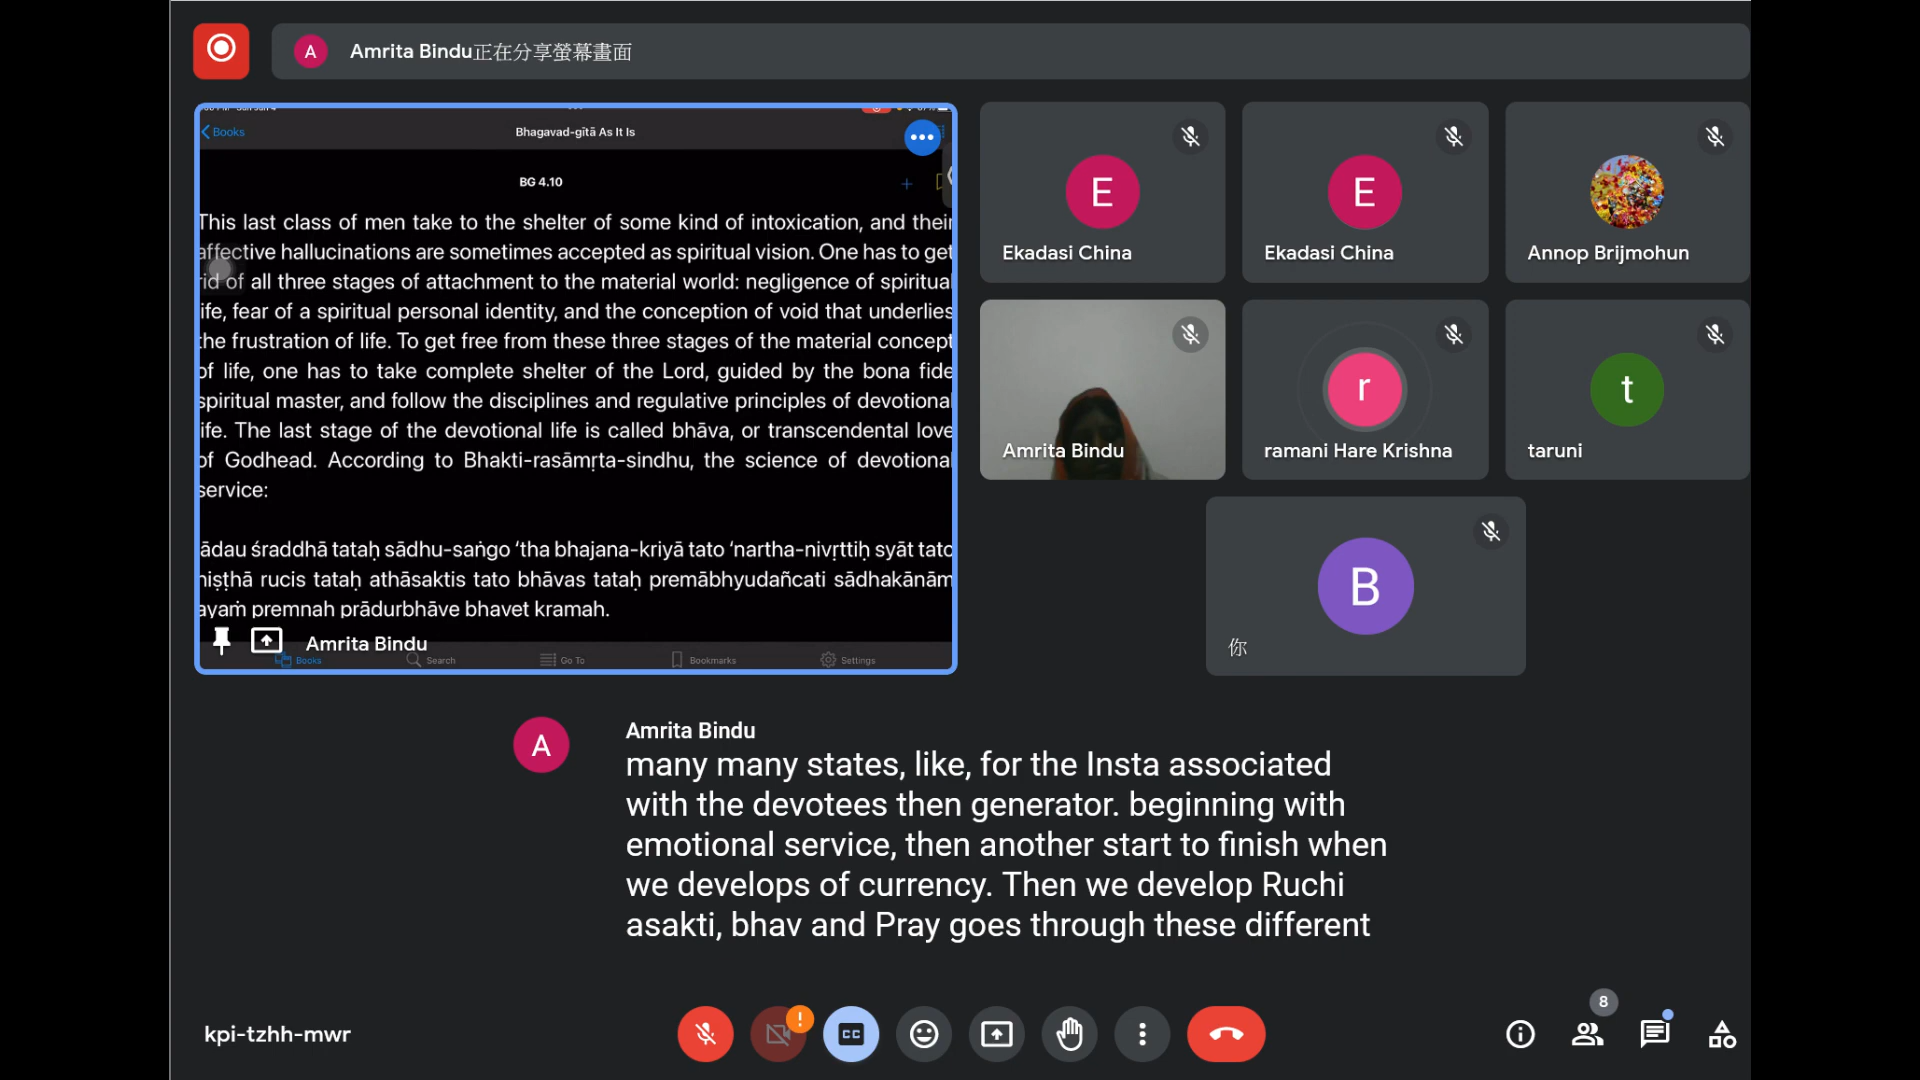 A Amrita Bindu正在分享螢幕畫面
Books
Bhagavad-gītā As It Is
BG 4.10
This last class of men take to the shelter of some kind of intoxication, and their
affective hallucinations are sometimes accepted as spiritual vision. One has to get
rid of all three stages of attachment to the material world: negligence of spiritual
life, fear of a spiritual personal identity, and the conception of void that underlies
the frustration of life. To get free from these three stages of the material concept
of life, one has to take complete shelter of the Lord, guided by the bona fide
spiritual master, and follow the disciplines and regulative principles of devotional
life. The last stage of the devotional life is called bhāva, or transcendental love
of Godhead. According to Bhakti-rasāmṛta-sindhu, the science of devotional
service:
ādau śraddhā tataḥ sādhu-saṅgo ‘tha bhajana-kriyā tato ‘nartha-nivṛttiḥ syāt tato
niṣṭhā rucis tataḥ athāsaktis tato bhāvas tataḥ premābhyudañcati sādhakānām
ayaṁ premnah prādurbhāve bhavet kramah.
Amrita Bindu
Books Search Go To Bookmarks Settings
E
Ekadasi China
E
Ekadasi China
Annop Brijmohun
Amrita Bindu
r
ramani Hare Krishna
t
taruni
B
你
A
Amrita Bindu
many many states, like, for the Insta associated
with the devotees then generator. beginning with
emotional service, then another start to finish when
we develops of currency. Then we develop Ruchi
asakti, bhav and Pray goes through these different
kpi-tzhh-mwr
CC
8